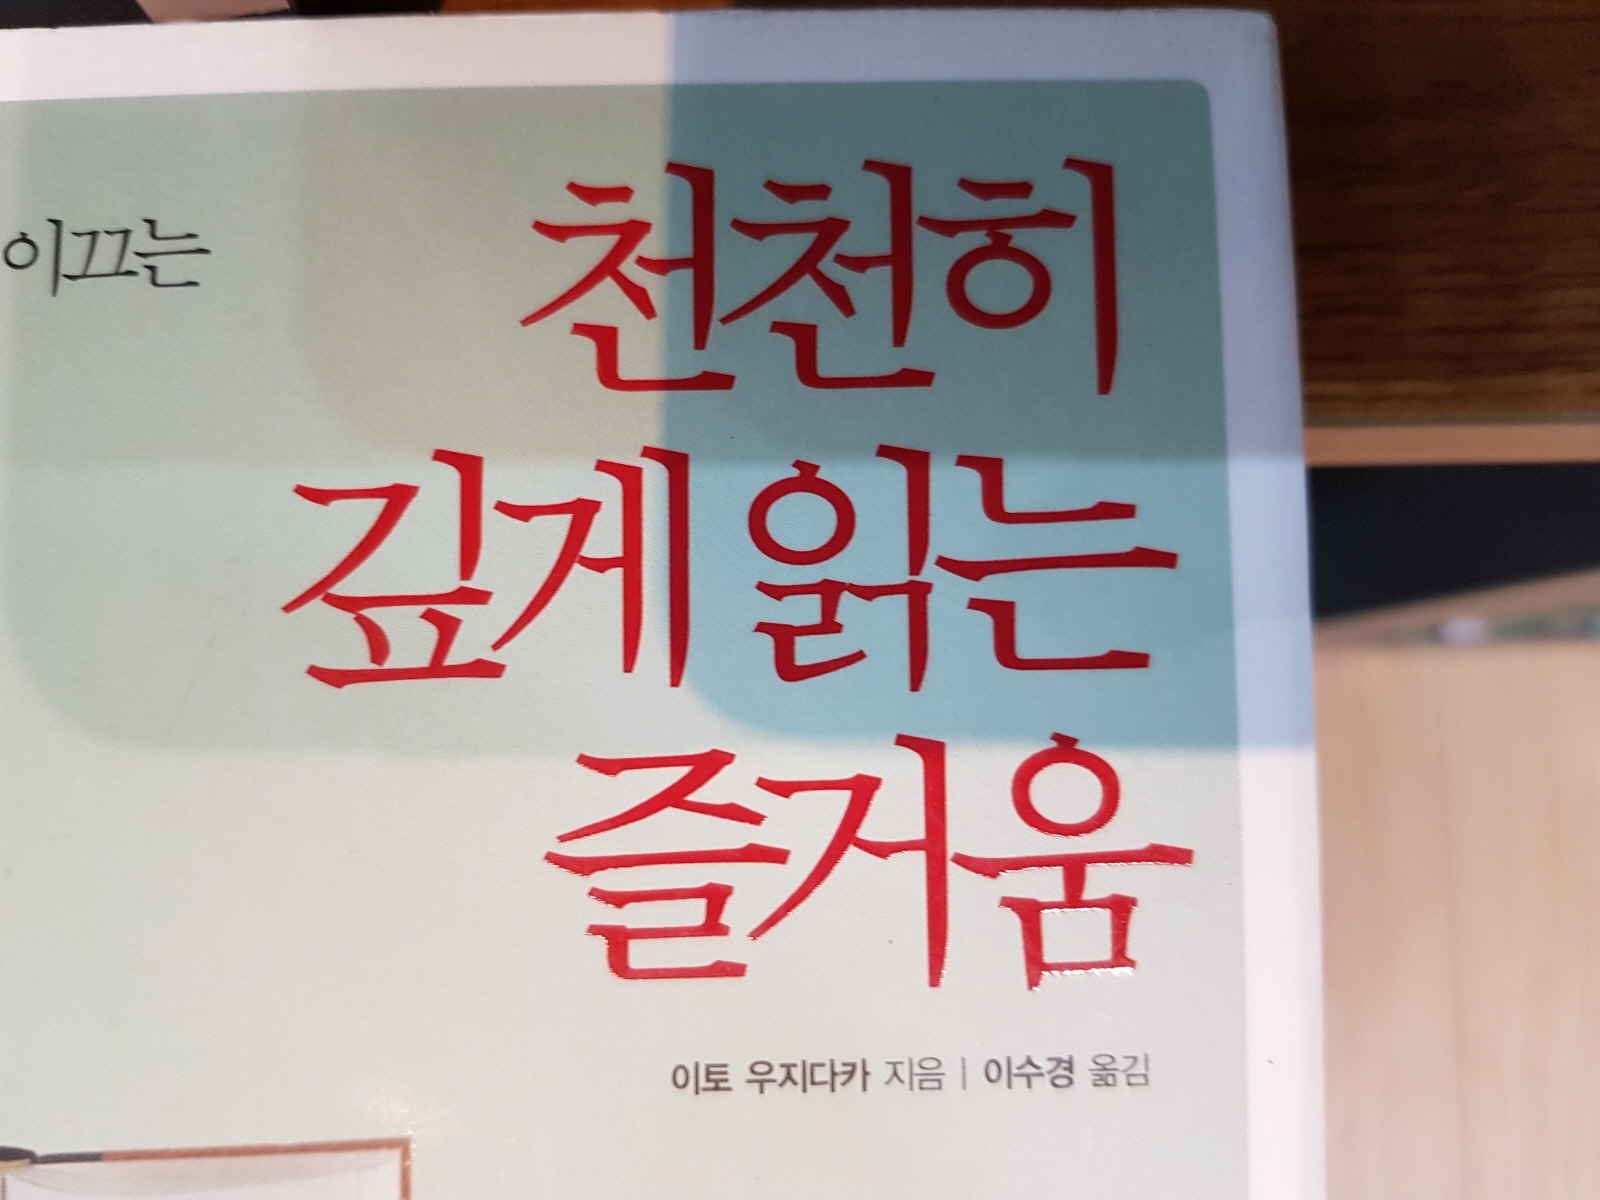 이끄는
천천히
깊게 읽는
즐거움
이토 우지다카 지음 | 이수경 옮김